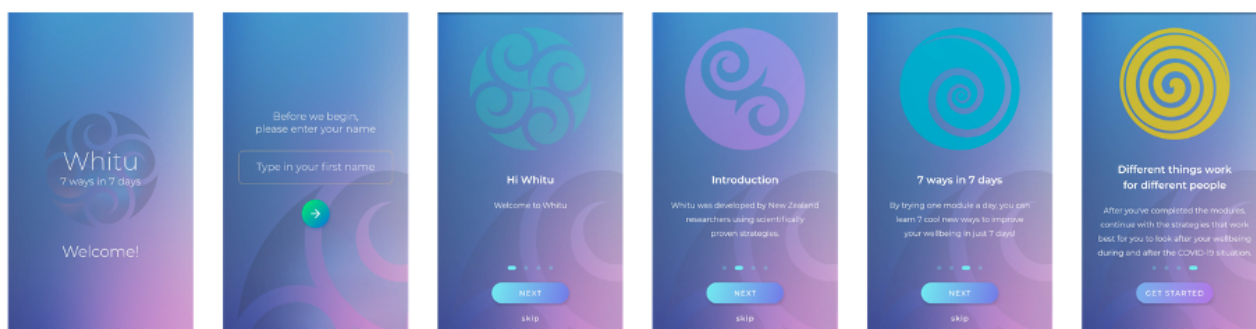 Whitu
7 ways in 7 days
Welcome!
Before we begin,
please enter your name
Type in your first name
Hi Whitu
Welcome to Whitu
NEXT
skip
Introduction
Whitu was developed by New Zealand
researchers using scientifically
proven strategies.
NEXT
skip
7 ways in 7 days
By trying one module a day, you can
learn 7 cool new ways to improve
your wellbeing in just 7 days!
NEXT
skip
Different things work
for different people
After you've completed the modules,
continue with the strategies that work
best for you to look after your wellbeing
during and after the COVID-19 situation.
GET STARTED